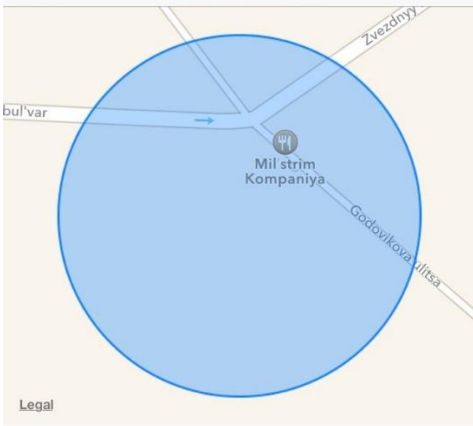 Zvezdnyy
bul'var
Mil strim
Kompaniya
Godovikova ulitsa
Legal